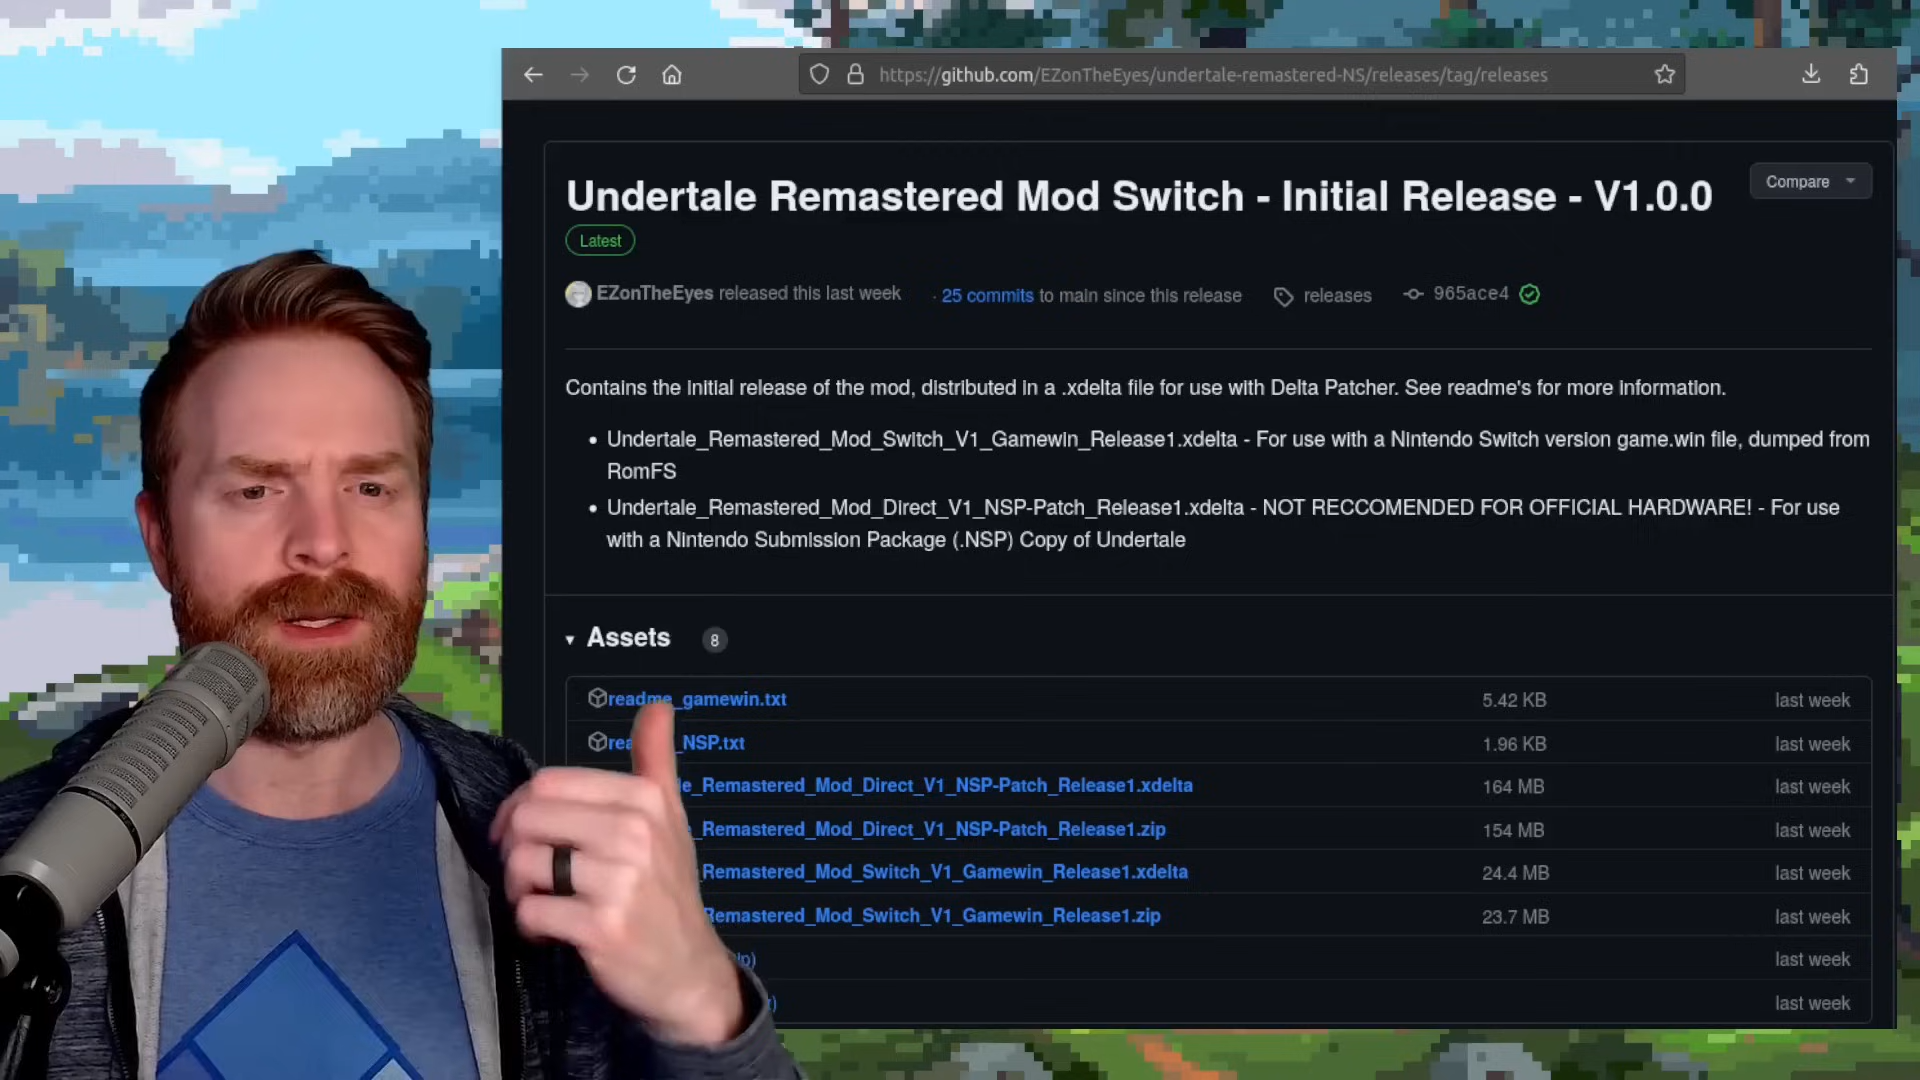 https://github.com/EZonTheEyes/undertale-remastered-NS/releases/tag/releases
Undertale Remastered Mod Switch - Initial Release - V1.0.0
Compare
Latest
EZonTheEyes released this last week · 25 commits to main since this release releases 965ace4
Contains the initial release of the mod, distributed in a .xdelta file for use with Delta Patcher. See readme's for more information.
• Undertale_Remastered_Mod_Switch_V1_Gamewin_Release1.xdelta - For use with a Nintendo Switch version game.win file, dumped from
RomFS
• Undertale_Remastered_Mod_Direct_V1_NSP-Patch_Release1.xdelta - NOT RECCOMENDED FOR OFFICIAL HARDWARE! - For use
with a Nintendo Submission Package (.NSP) Copy of Undertale
Assets 8
readme_gamewin.txt 5.42 KB last week
NSP.txt 1.96 KB last week
e_Remastered_Mod_Direct_V1_NSP-Patch_Release1.xdelta 164 MB last week
_Remastered_Mod_Direct_V1_NSP-Patch_Release1.zip 154 MB last week
Remastered_Mod_Switch_V1_Gamewin_Release1.xdelta 24.4 MB last week
Remastered_Mod_Switch_V1_Gamewin_Release1.zip 23.7 MB last week
last week
last week